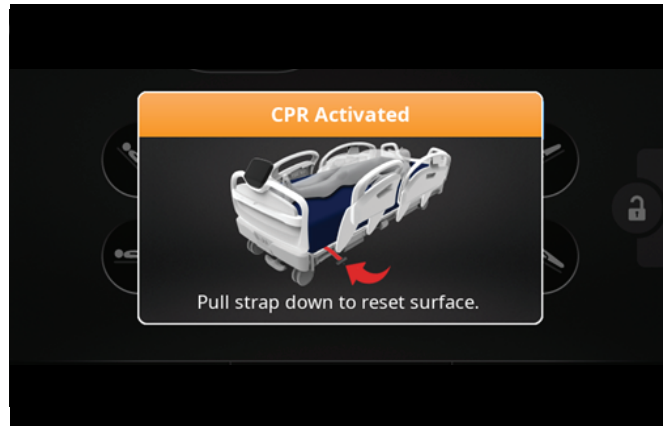 CPR Activated
Pull strap down to reset surface.